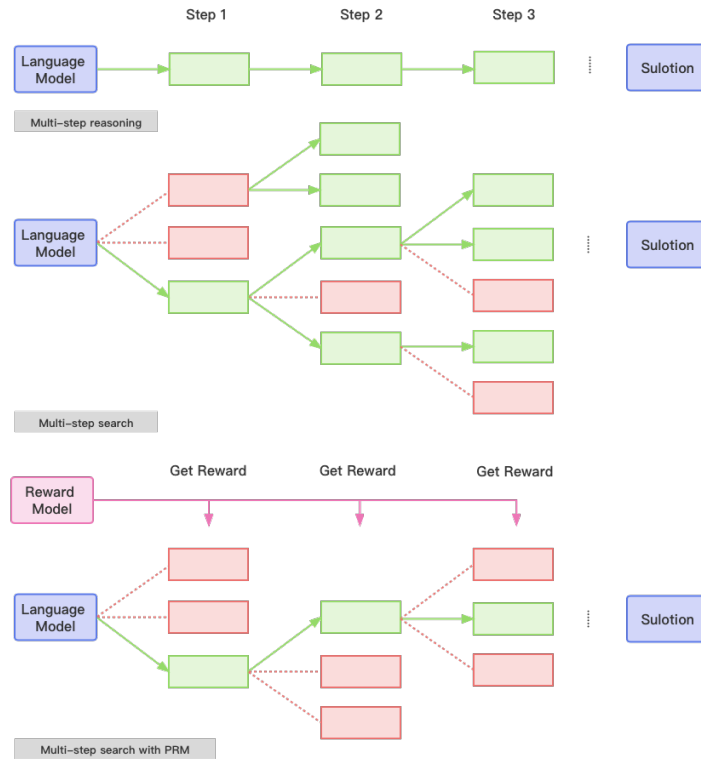 Step 1
Step 2
Step 3
Language
Model
Sulotion
Multi-step reasoning
Language
Model
Sulotion
Multi-step search
Get Reward
Get Reward
Get Reward
Reward
Model
Language
Model
Sulotion
Multi-step search with PRM